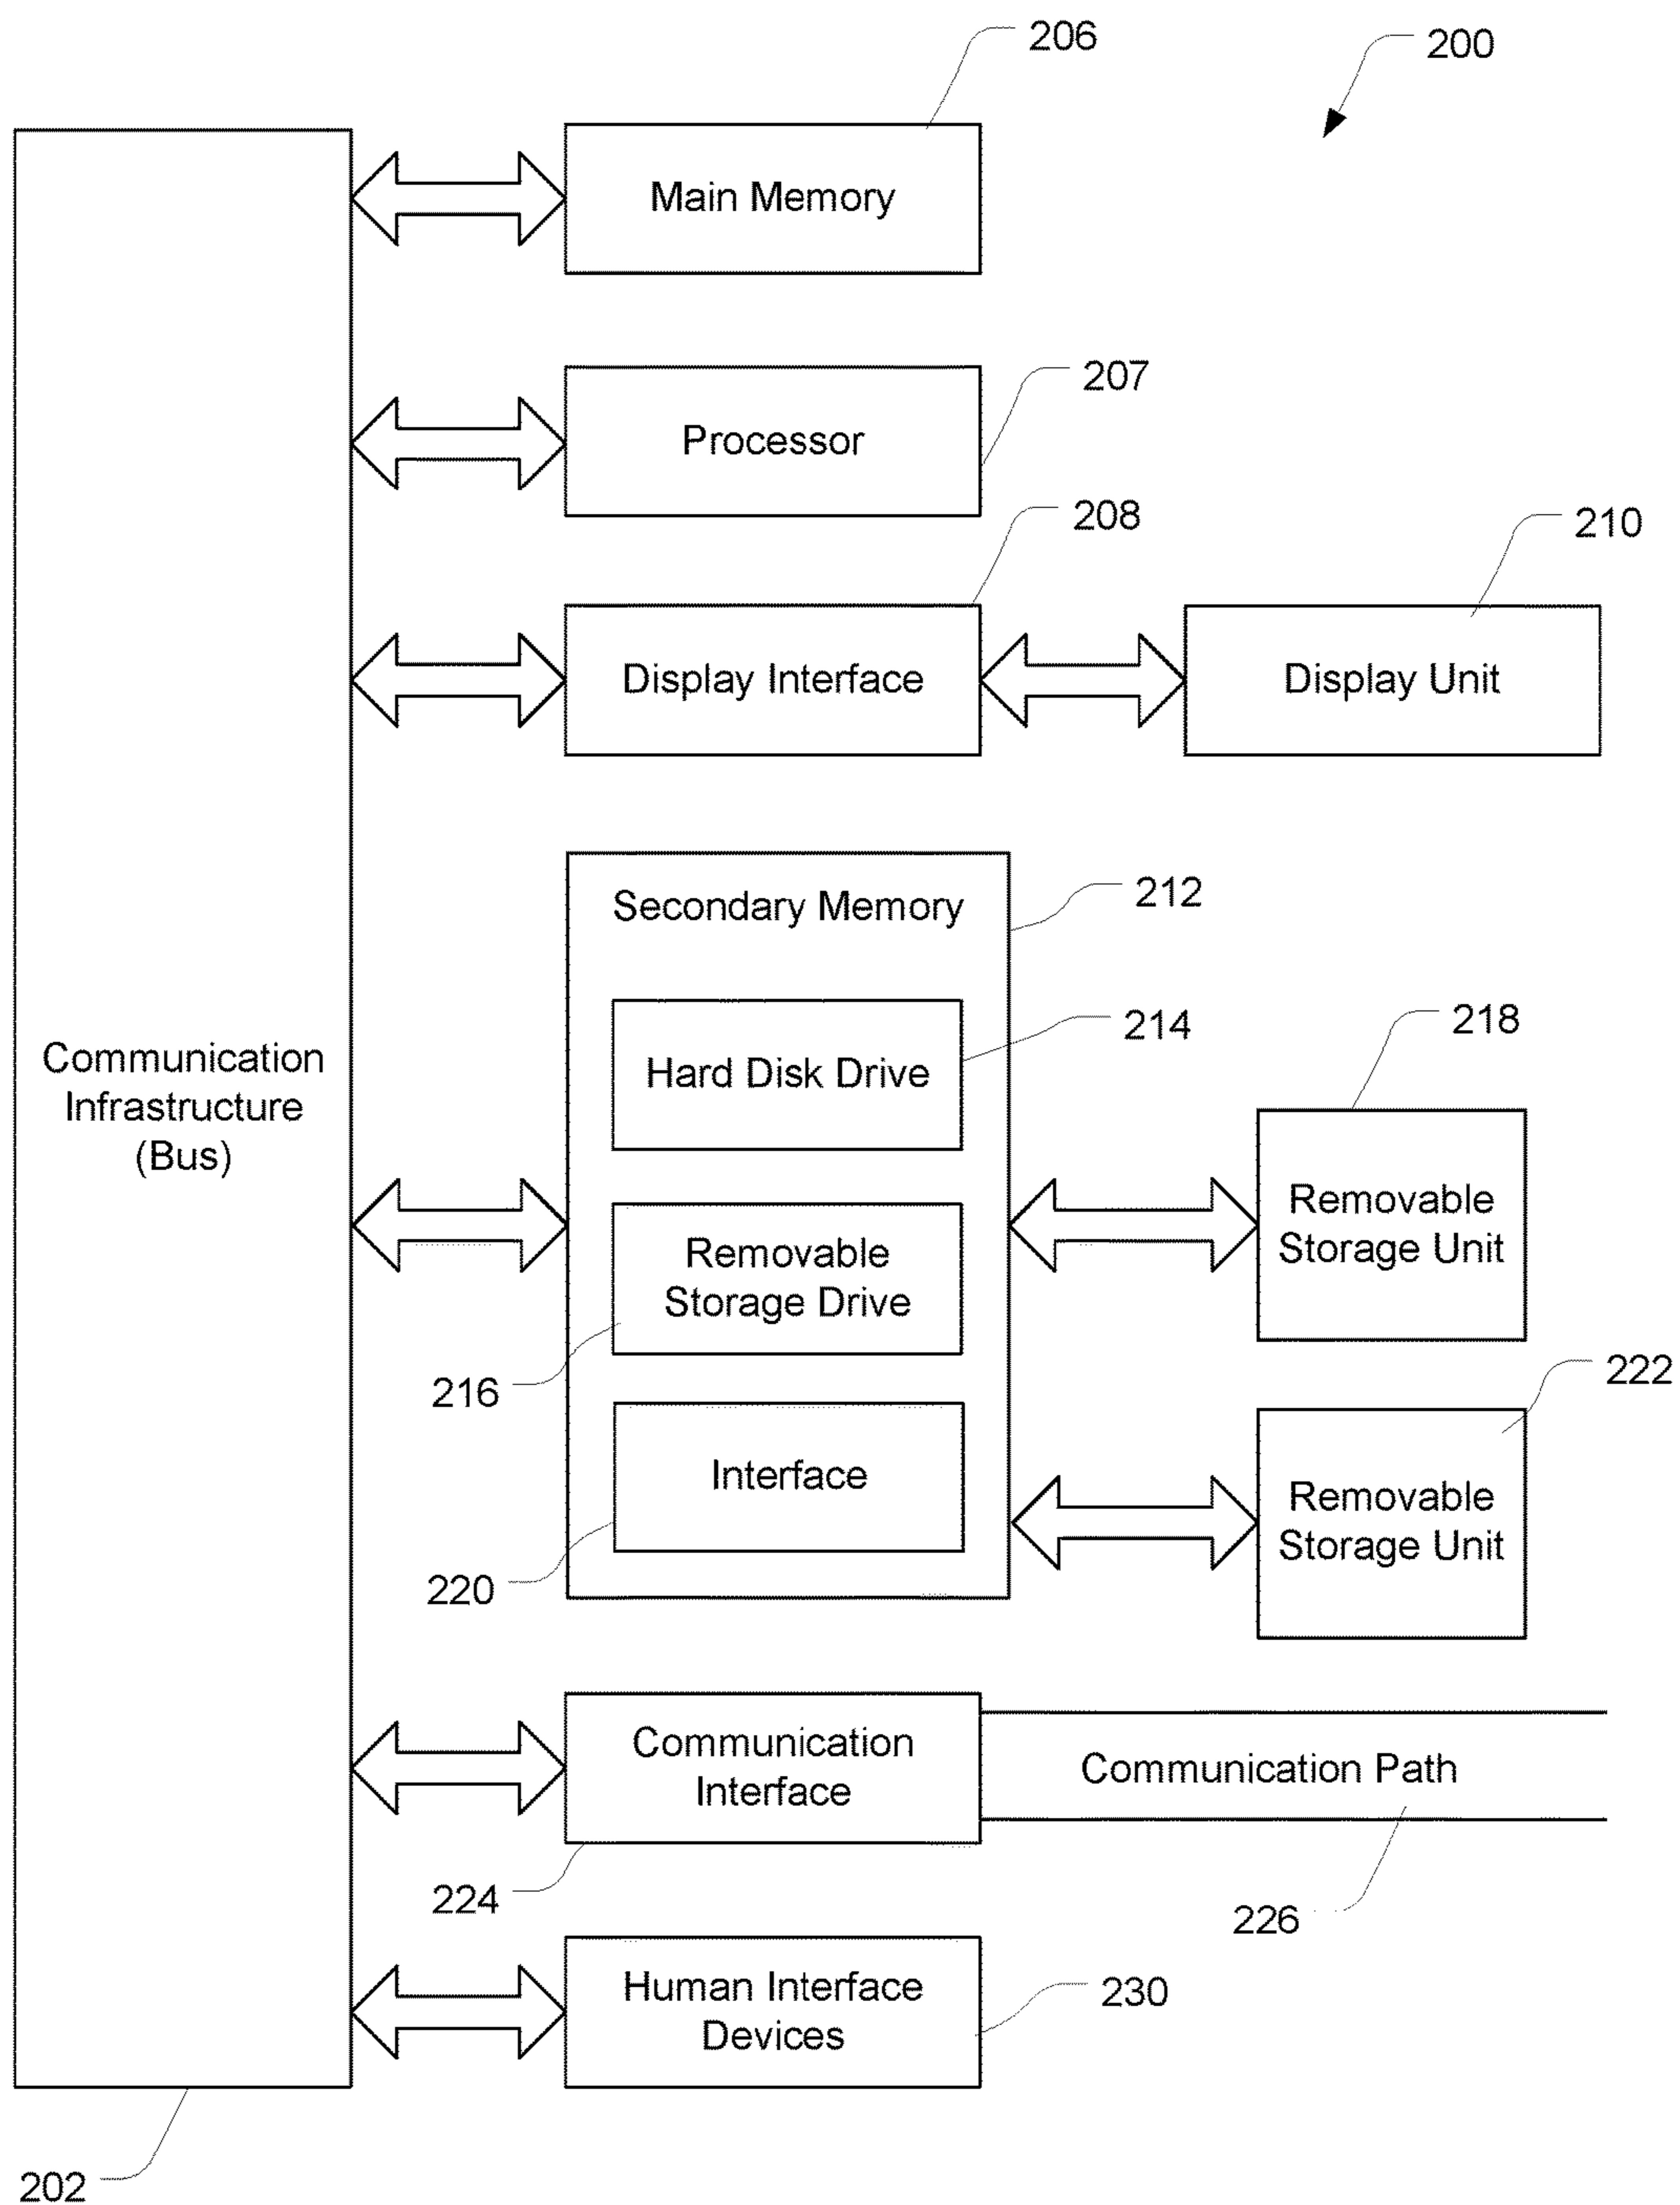 206
200
Main Memory
207
Processor
208
210
Display Interface
Display Unit
Secondary Memory
212
Hard Disk Drive
214
218
Communication
Infrastructure
(Bus)
Removable
Storage Unit
Removable
Storage Drive
216
222
Interface
Removable
Storage Unit
220
Communication
Interface
Communication Path
224
226
Human Interface
Devices
230
202